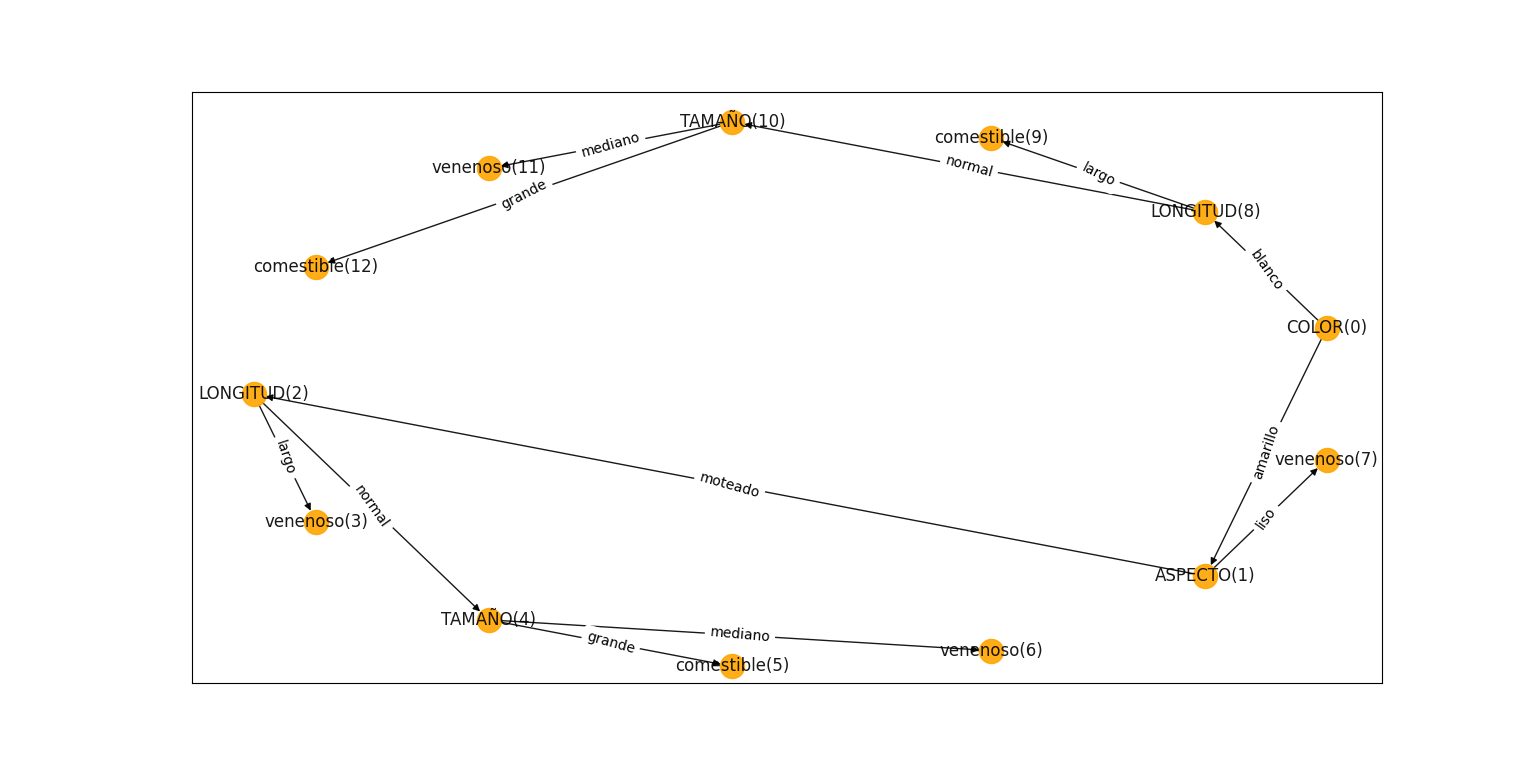 TAMAÑO(10)
comestible(9)
mediano
venenoso(11)
normal
largo
grande
LONGITUD(8)
comestible(12)
blanco
COLOR(0)
LONGITUD(2)
largo
amarillo
venenoso(7)
moteado
normal
venenoso(3)
liso
ASPECTO(1)
TAMAÑO(4)
mediano
grande
venenoso(6)
comestible(5)